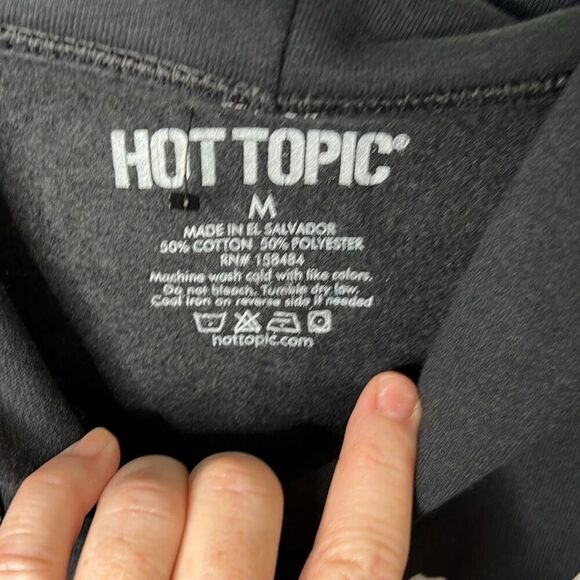 HOT TOPIC®
M
MADE IN EL SALVADOR
50% COTTON 50% POLYESTER
RN# 158484
Machine wash cold with like colors.
Do not bleach. Tumble dry low.
Cool iron on reverse side if needed
hottopic.com